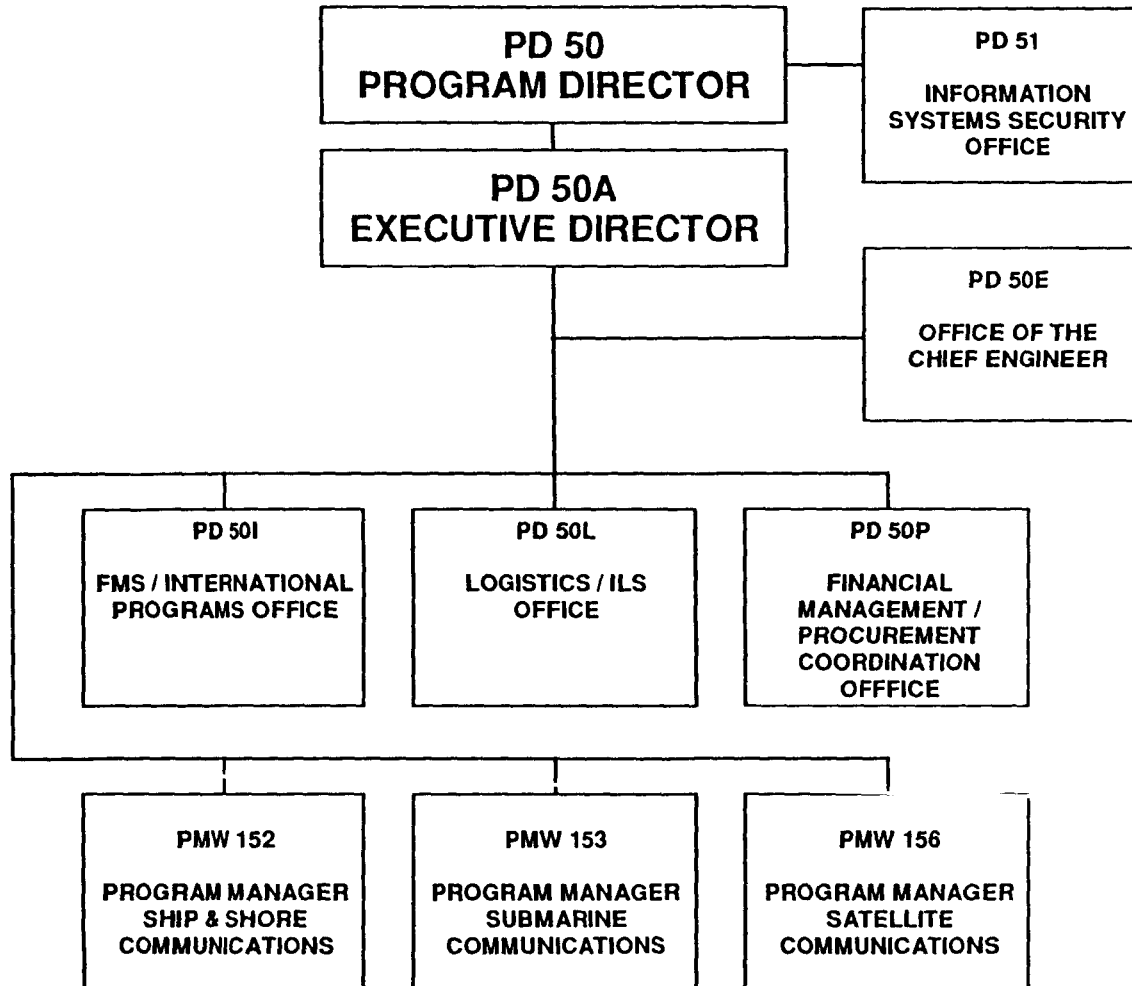 PD 50
PROGRAM DIRECTOR
PD 51
INFORMATION
SYSTEMS SECURITY
OFFICE
PD 50A
EXECUTIVE DIRECTOR
PD 50E
OFFICE OF THE
CHIEF ENGINEER
PD 50I
FMS / INTERNATIONAL
PROGRAMS OFFICE
PD 50L
LOGISTICS / ILS
OFFICE
PD 50P
FINANCIAL
MANAGEMENT /
PROCUREMENT
COORDINATION
OFFFICE
PMW 152
PROGRAM MANAGER
SHIP & SHORE
COMMUNICATIONS
PMW 153
PROGRAM MANAGER
SUBMARINE
COMMUNICATIONS
PMW 156
PROGRAM MANAGER
SATELLITE
COMMUNICATIONS